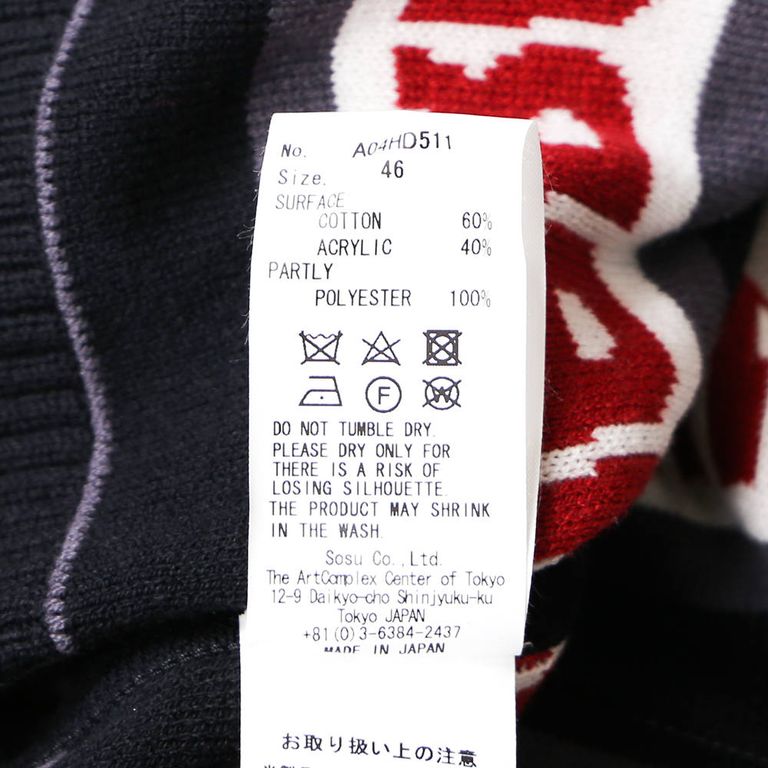 No. A04HD511
Size. 46
SURFACE
COTTON 60%
ACRYLIC 40%
PARTLY
POLYESTER 100%
F
W
DO NOT TUMBLE DRY.
PLEASE DRY ONLY FOR
THERE IS A RISK OF
LOSING SILHOUETTE.
THE PRODUCT MAY SHRINK
IN THE WASH.
Sosu Co.,Ltd.
The ArtComplex Center of Tokyo
12-9 Daikyo-cho Shinjyuku-ku
Tokyo JAPAN
+81(0)3-6384-2437
MADE IN JAPAN
お取り扱い上の注意